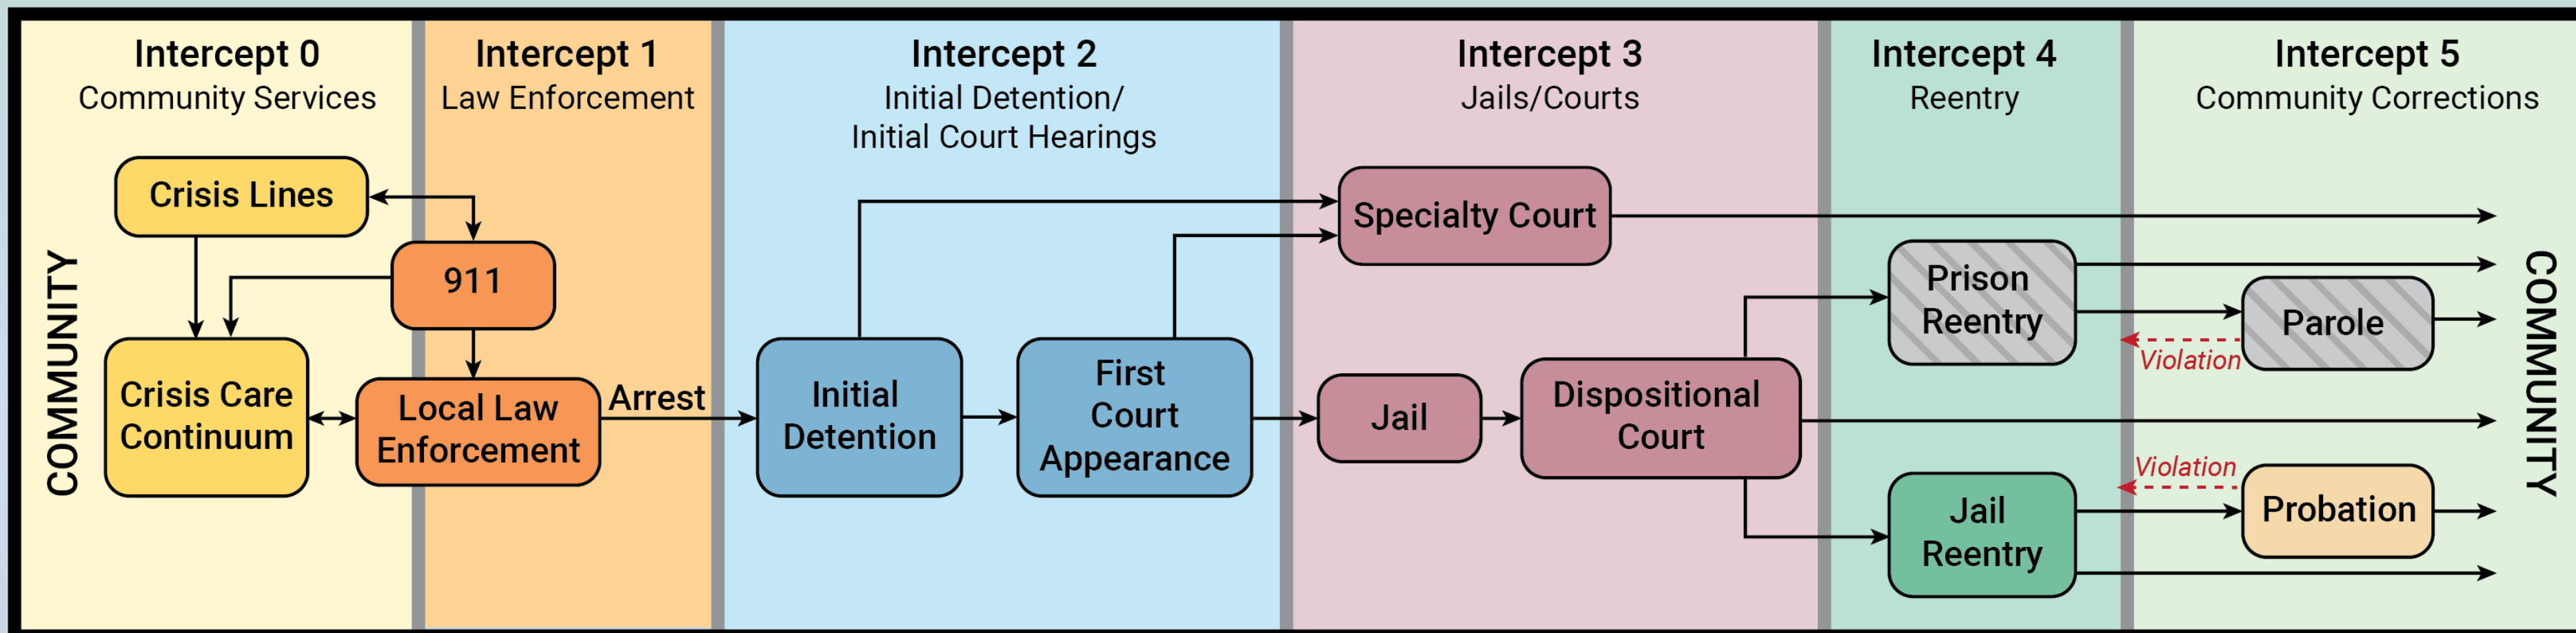 Intercept 0
Community Services
Intercept 1
Law Enforcement
Intercept 2
Initial Detention/
Initial Court Hearings
Intercept 3
Jails/Courts
Intercept 4
Reentry
Intercept 5
Community Corrections
COMMUNITY
Crisis Lines
911
Crisis Care
Continuum
Local Law
Enforcement
Arrest
Initial
Detention
First
Court
Appearance
Specialty Court
Jail
Dispositional
Court
Prison
Reentry
Parole
Violation
Violation
Jail
Reentry
Probation
COMMUNITY